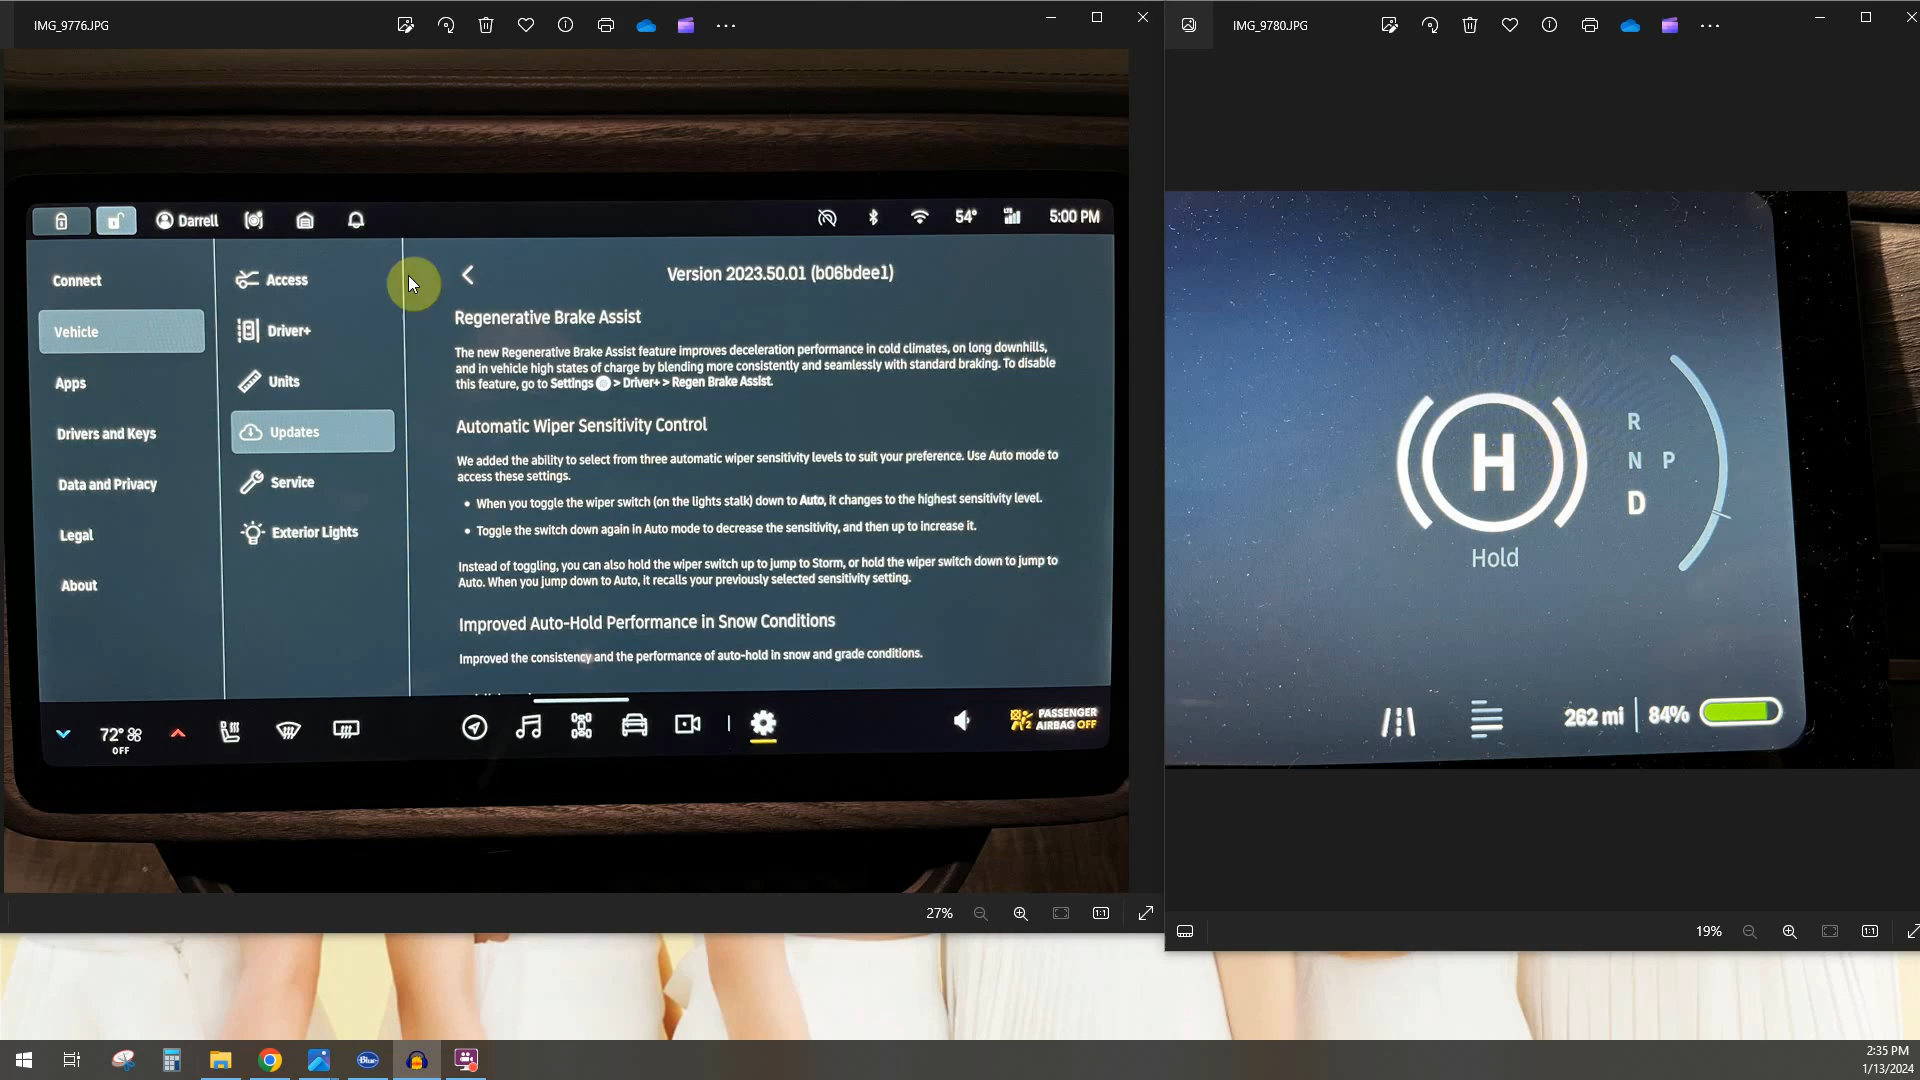 IMG_9776.JPG
IMG_9780.JPG
Darrell
54°
LTE
5:00 PM
Connect
Vehicle
Apps
Drivers and Keys
Data and Privacy
Legal
About
Access
Driver+
Units
Updates
Service
Exterior Lights
Version 2023.50.01 (b06bdee1)
Regenerative Brake Assist
The new Regenerative Brake Assist feature improves deceleration performance in cold climates, on long downhills,
and in vehicle high states of charge by blending more consistently and seamlessly with standard braking. To disable
this feature, go to Settings > Driver+ > Regen Brake Assist.
Automatic Wiper Sensitivity Control
We added the ability to select from three automatic wiper sensitivity levels to suit your preference. Use Auto mode to
access these settings.
• When you toggle the wiper switch (on the lights stalk) down to Auto, it changes to the highest sensitivity level.
• Toggle the switch down again in Auto mode to decrease the sensitivity, and then up to increase it.
Instead of toggling, you can also hold the wiper switch up to jump to Storm, or hold the wiper switch down to jump to
Auto. When you jump down to Auto, it recalls your previously selected sensitivity setting.
Improved Auto-Hold Performance in Snow Conditions
Improved the consistency and the performance of auto-hold in snow and grade conditions.
72°
OFF
PASSENGER
AIRBAG OFF
27%
1:1
H
Hold
R
N P
D
262 mi
84%
19%
1:1
Blue
2:35 PM
1/13/2024